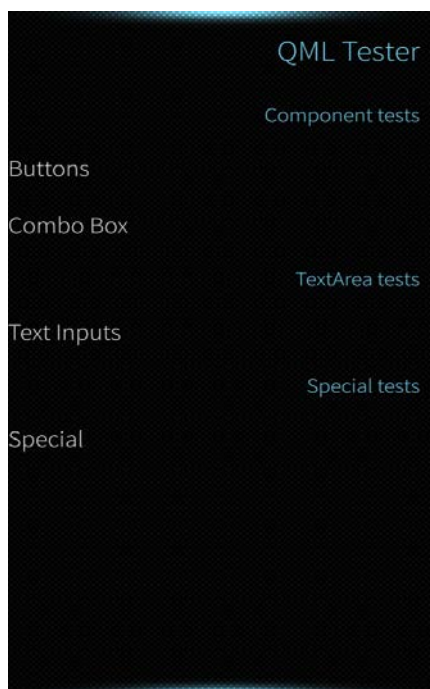 QML Tester
Component tests
Buttons
Combo Box
TextArea tests
Text Inputs
Special tests
Special